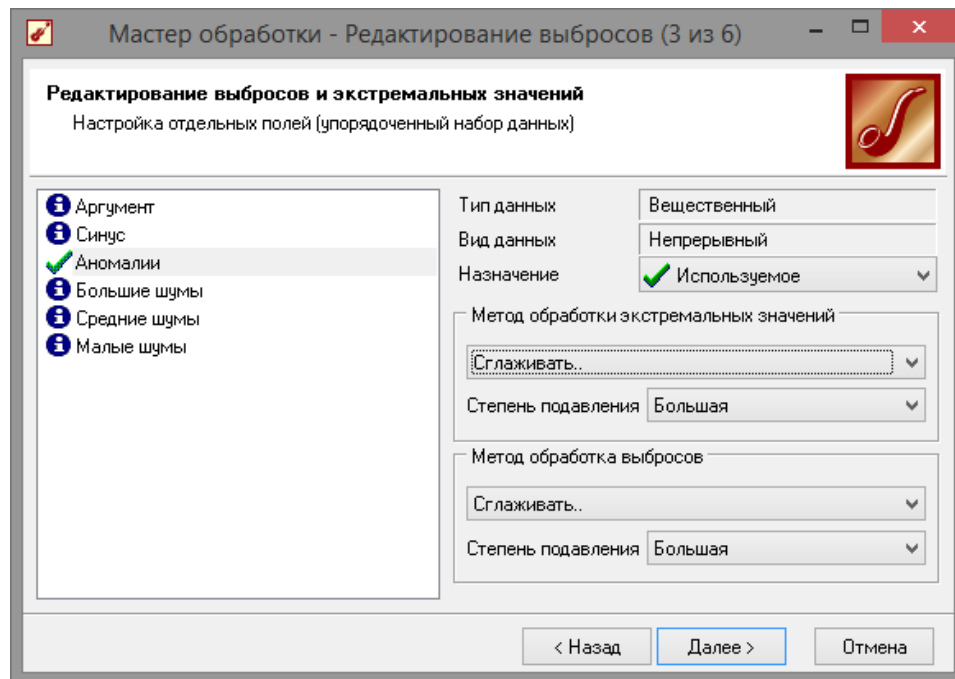 Мастер обработки - Редактирование выбросов (3 из 6)
Редактирование выбросов и экстремальных значений
Настройка отдельных полей (упорядоченный набор данных)
Аргумент
Синус
Аномалии
Большие шумы
Средние шумы
Малые шумы
Тип данных Вещественный
Вид данных Непрерывный
Назначение Используемое
Метод обработки экстремальных значений
Сглаживать..
Степень подавления Большая
Метод обработка выбросов
Сглаживать..
Степень подавления Большая
< Назад Далее > Отмена